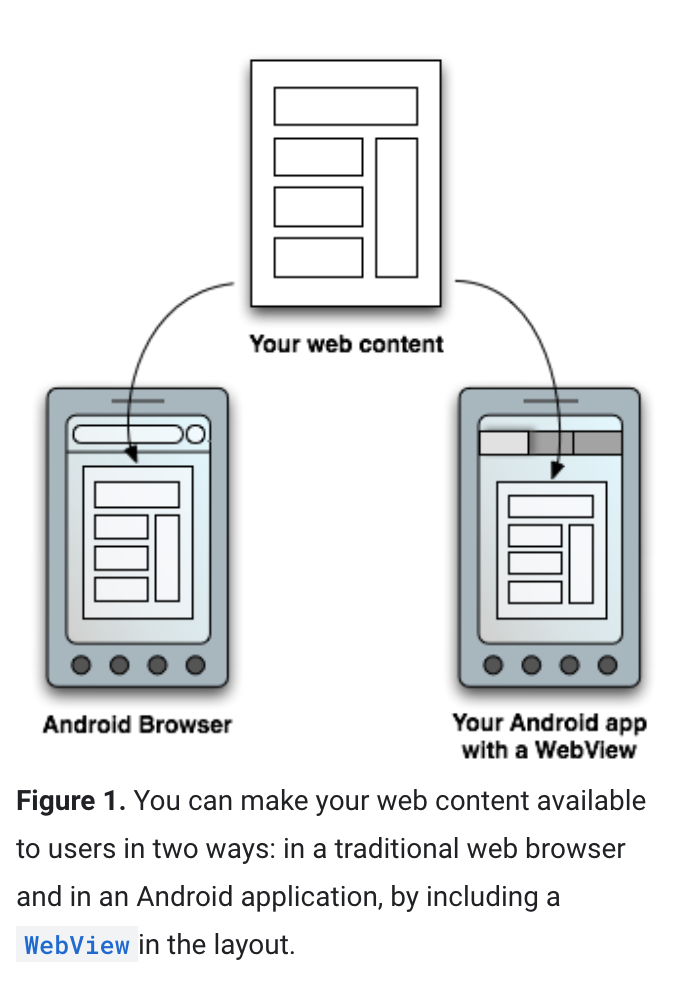 Your web content
Android Browser
Your Android app
with a WebView
Figure 1. You can make your web content available
to users in two ways: in a traditional web browser
and in an Android application, by including a
WebView in the layout.